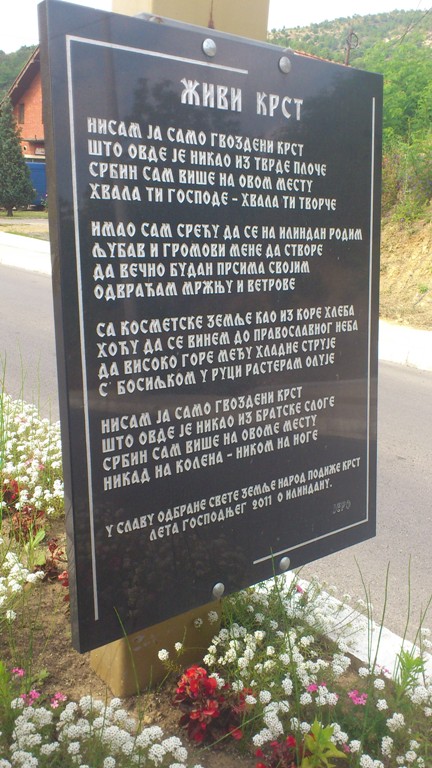 ЖИВИ КРСТ
НИСАМ ЈА САМО ГВОЗДЕНИ КРСТ
ШТО ОВДЕ ЈЕ НИКАО ИЗ ТВРДЕ ПЛОЧЕ
СРБИН САМ ВИШЕ НА ОВОМ МЕСТУ
ХВАЛА ТИ ГОСПОДЕ - ХВАЛА ТИ ТВОРЧЕ
ИМАО САМ СРЕЋУ ДА СЕ НА ИЛИНДАН РОДИМ
ЉУБАВ И ГРОМОВИ МЕНЕ ДА СТВОРЕ
ДА ВЕЧНО БУДАН ПРСИМА СВОЈИМ
ОДВРАЋАМ МРЖЊУ И ВЕТРОВЕ
СА КОСМЕТСКЕ ЗЕМЉЕ КАО ИЗ КОРЕ ХЛЕБА
ХОЋУ ДА СЕ ВИНЕМ ДО ПРАВОСЛАВНОГ НЕБА
ДА ВИСОКО ГОРЕ МЕЂУ ХЛАДНЕ СТРУЈЕ
С' БОСИЉКОМ У РУЦИ РАСТЕРАМ ОЛУЈЕ
НИСАМ ЈА САМО ГВОЗДЕНИ КРСТ
ШТО ОВДЕ ЈЕ НИКАО ИЗ БРАТСКЕ СЛОГЕ
СРБИН САМ ВИШЕ НА ОВОМЕ МЕСТУ
НИКАД НА КОЛЕНА - НИКОМ НА НОГЕ
У СЛАВУ ОДБРАНЕ СВЕТЕ ЗЕМЉЕ НАРОД ПОДИЖЕ КРСТ
ЛЕТА ГОСПОДЊЕГ 2011 О ИЛИНДАНУ.
ЈЕРО